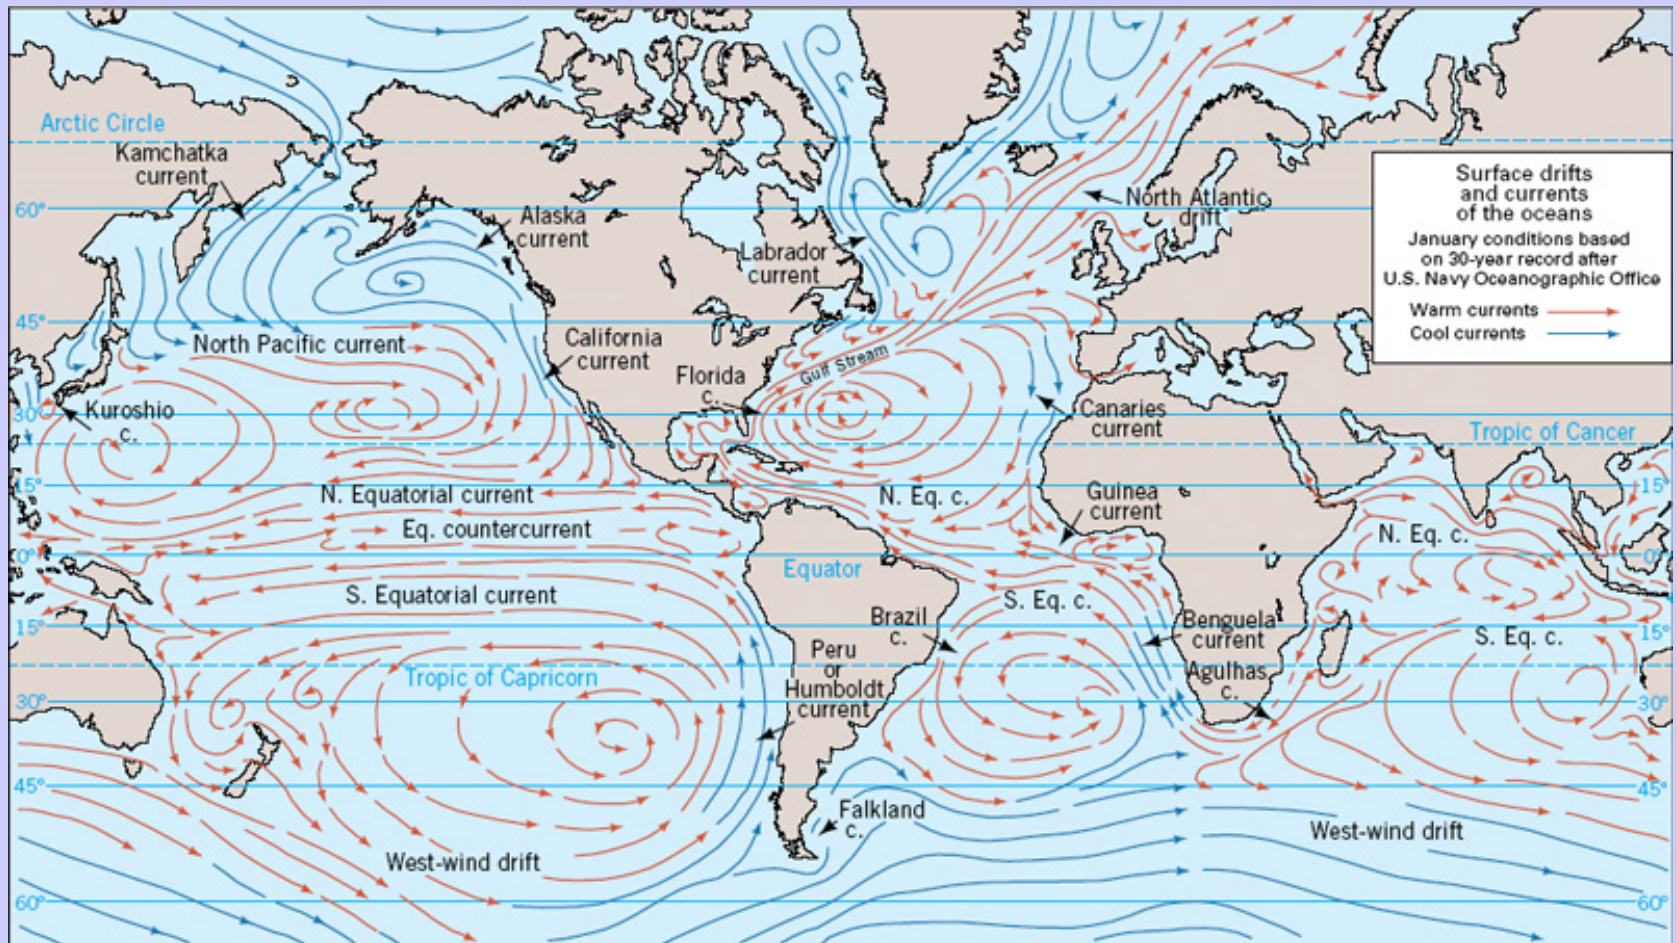 Arctic Circle
Kamchatka
current
60°
Alaska
current
Labrador
current
North Atlantic
drift
Surface drifts
and currents
of the oceans
January conditions based
on 30-year record after
U.S. Navy Oceanographic Office
Warm currents
Cool currents
45°
North Pacific current
California
current
Gulf Stream
Florida
c.
30°
Kuroshio
c.
Canaries
current
Tropic of Cancer
15°
N. Equatorial current
N. Eq. c.
Guinea
current
15°
Eq. countercurrent
N. Eq. c.
0°
Equator
0°
S. Equatorial current
S. Eq. c.
Brazil
c.
15°
Benguela
current
15°
S. Eq. c.
Peru
or
Humboldt
current
Tropic of Capricorn
Agulhas
c.
30°
30°
45°
45°
Falkland
c.
West-wind drift
West-wind drift
60°
60°